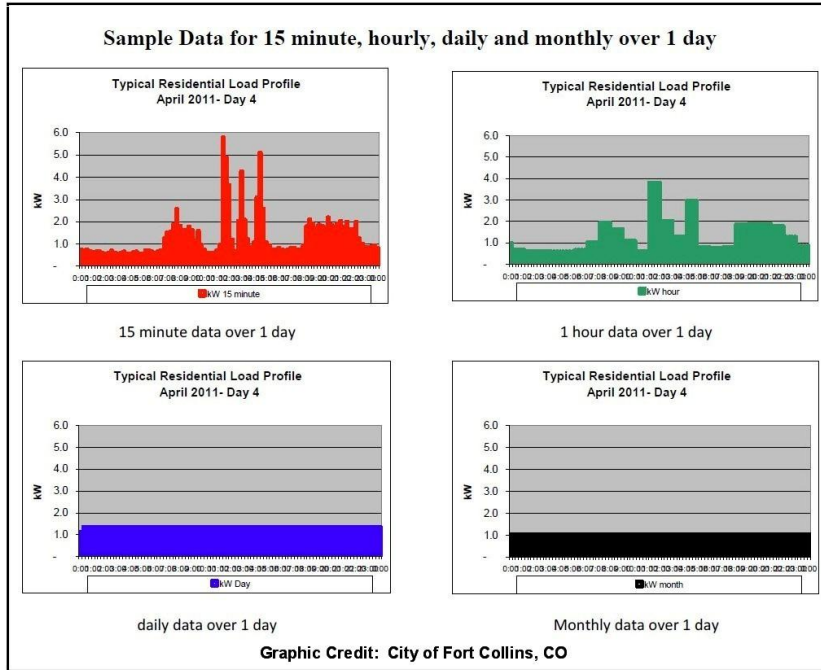 Sample Data for 15 minute, hourly, daily and monthly over 1 day
Typical Residential Load Profile
April 2011- Day 4
6.0
5.0
4.0
3.0
2.0
1.0
-
kW
kW 15 minute
15 minute data over 1 day
Typical Residential Load Profile
April 2011- Day 4
6.0
5.0
4.0
3.0
2.0
1.0
-
kW
kW hour
1 hour data over 1 day
Typical Residential Load Profile
April 2011- Day 4
6.0
5.0
4.0
3.0
2.0
1.0
-
kW
kW Day
daily data over 1 day
Typical Residential Load Profile
April 2011- Day 4
6.0
5.0
4.0
3.0
2.0
1.0
-
kW
kW month
Monthly data over 1 day
Graphic Credit: City of Fort Collins, CO